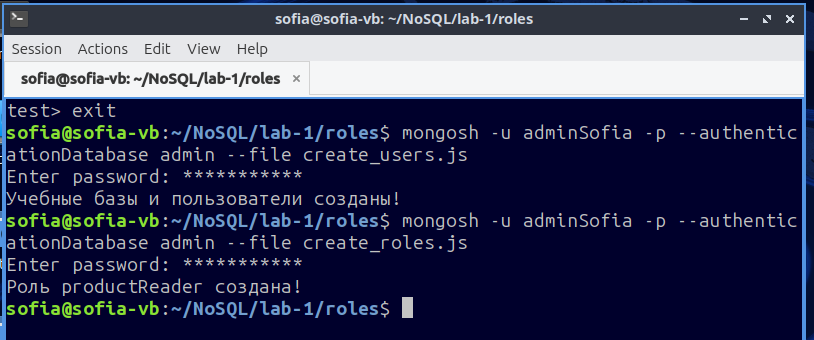 sofia@sofia-vb: ~/NoSQL/lab-1/roles
Session Actions Edit View Help
sofia@sofia-vb: ~/NoSQL/lab-1/roles ×
test> exit
sofia@sofia-vb:~/NoSQL/lab-1/roles$ mongosh -u adminSofia -p --authentic
ationDatabase admin --file create_users.js
Enter password: ***********
Учебные базы и пользователи созданы!
sofia@sofia-vb:~/NoSQL/lab-1/roles$ mongosh -u adminSofia -p --authentic
ationDatabase admin --file create_roles.js
Enter password: ***********
Роль productReader создана!
sofia@sofia-vb:~/NoSQL/lab-1/roles$